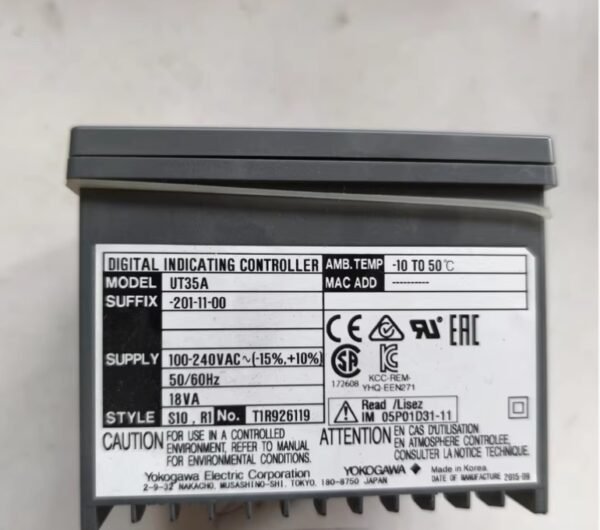 DIGITAL INDICATING CONTROLLER
AMB.TEMP -10 TO 50℃
MODEL UT35A
MAC ADD ----------
SUFFIX -201-11-00
SUPPLY 100-240VAC~(-15%,+10%)
50/60Hz
18VA
CE
UR US
EAC
SA
172608
KC
KCC-REM-
YHQ-EEN271
Read /Lisez
IM 05P01D31-11
STYLE S10 , R1 No. T1R926119
CAUTION FOR USE IN A CONTROLLED
ENVIRONMENT, REFER TO MANUAL
FOR ENVIRONMENTAL CONDITIONS.
ATTENTION EN CAS D'UTILISATION
EN ATMOSPHERE CONTROLEE,
CONSULTER LA NOTICE TECHNIQUE.
Yokogawa Electric Corporation
2-9-32 NAKACHO, MUSASHINO-SHI, TOKYO, 180-8750 JAPAN
YOKOGAWA
Made in Korea
DATE OF MANUFACTURE 2015-09